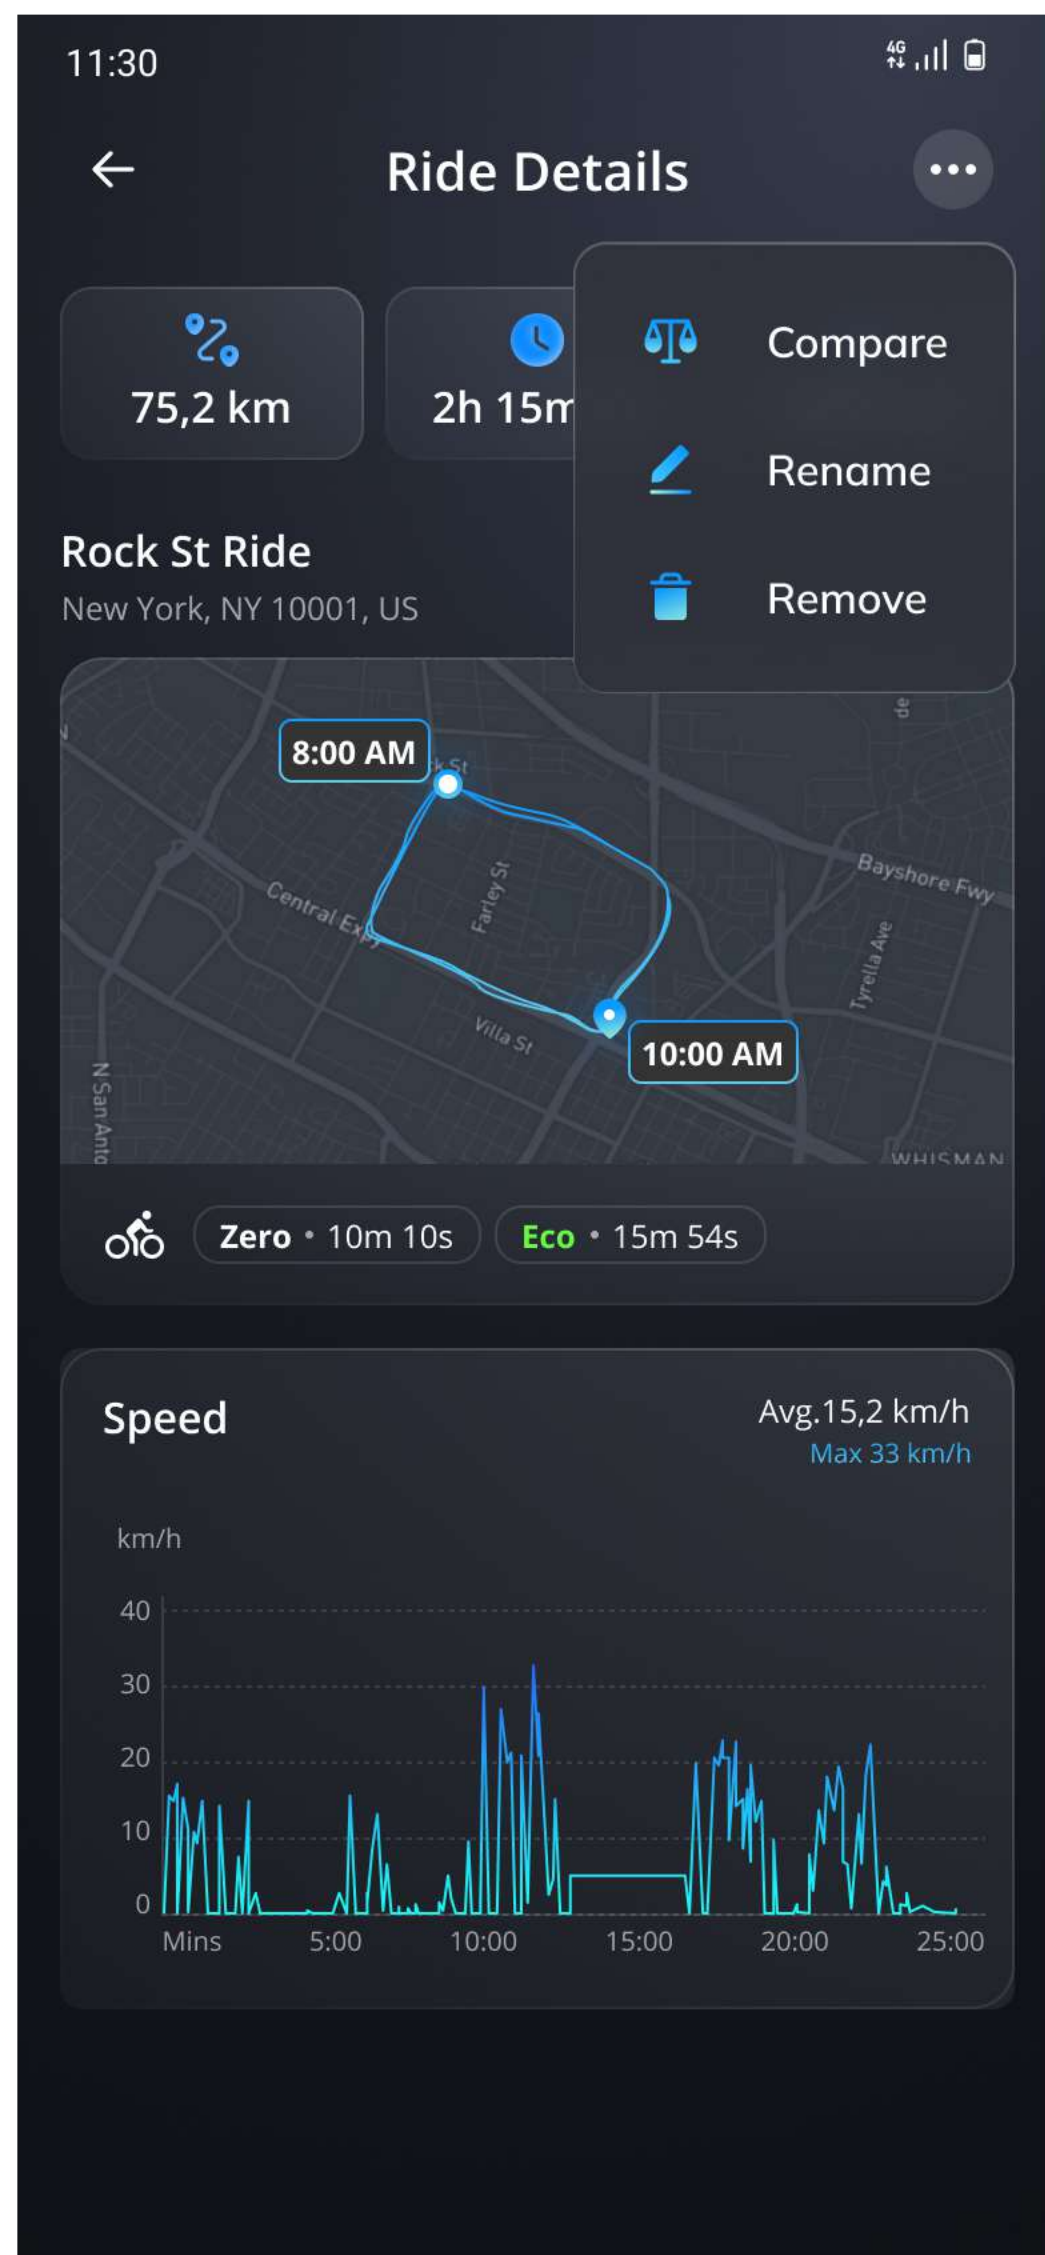 11:30
4G
Ride Details
75,2 km
2h 15m
Compare
Rename
Remove
Rock St Ride
New York, NY 10001, US
de
8:00 AM
k St
Bayshore Fwy
Farley St
Central Expy
Tyrella Ave
Villa St
10:00 AM
N San Anto
WHISMAN
Zero • 10m 10s
Eco • 15m 54s
Speed
Avg.15,2 km/h
Max 33 km/h
km/h
40
30
20
10
0
Mins 5:00 10:00 15:00 20:00 25:00